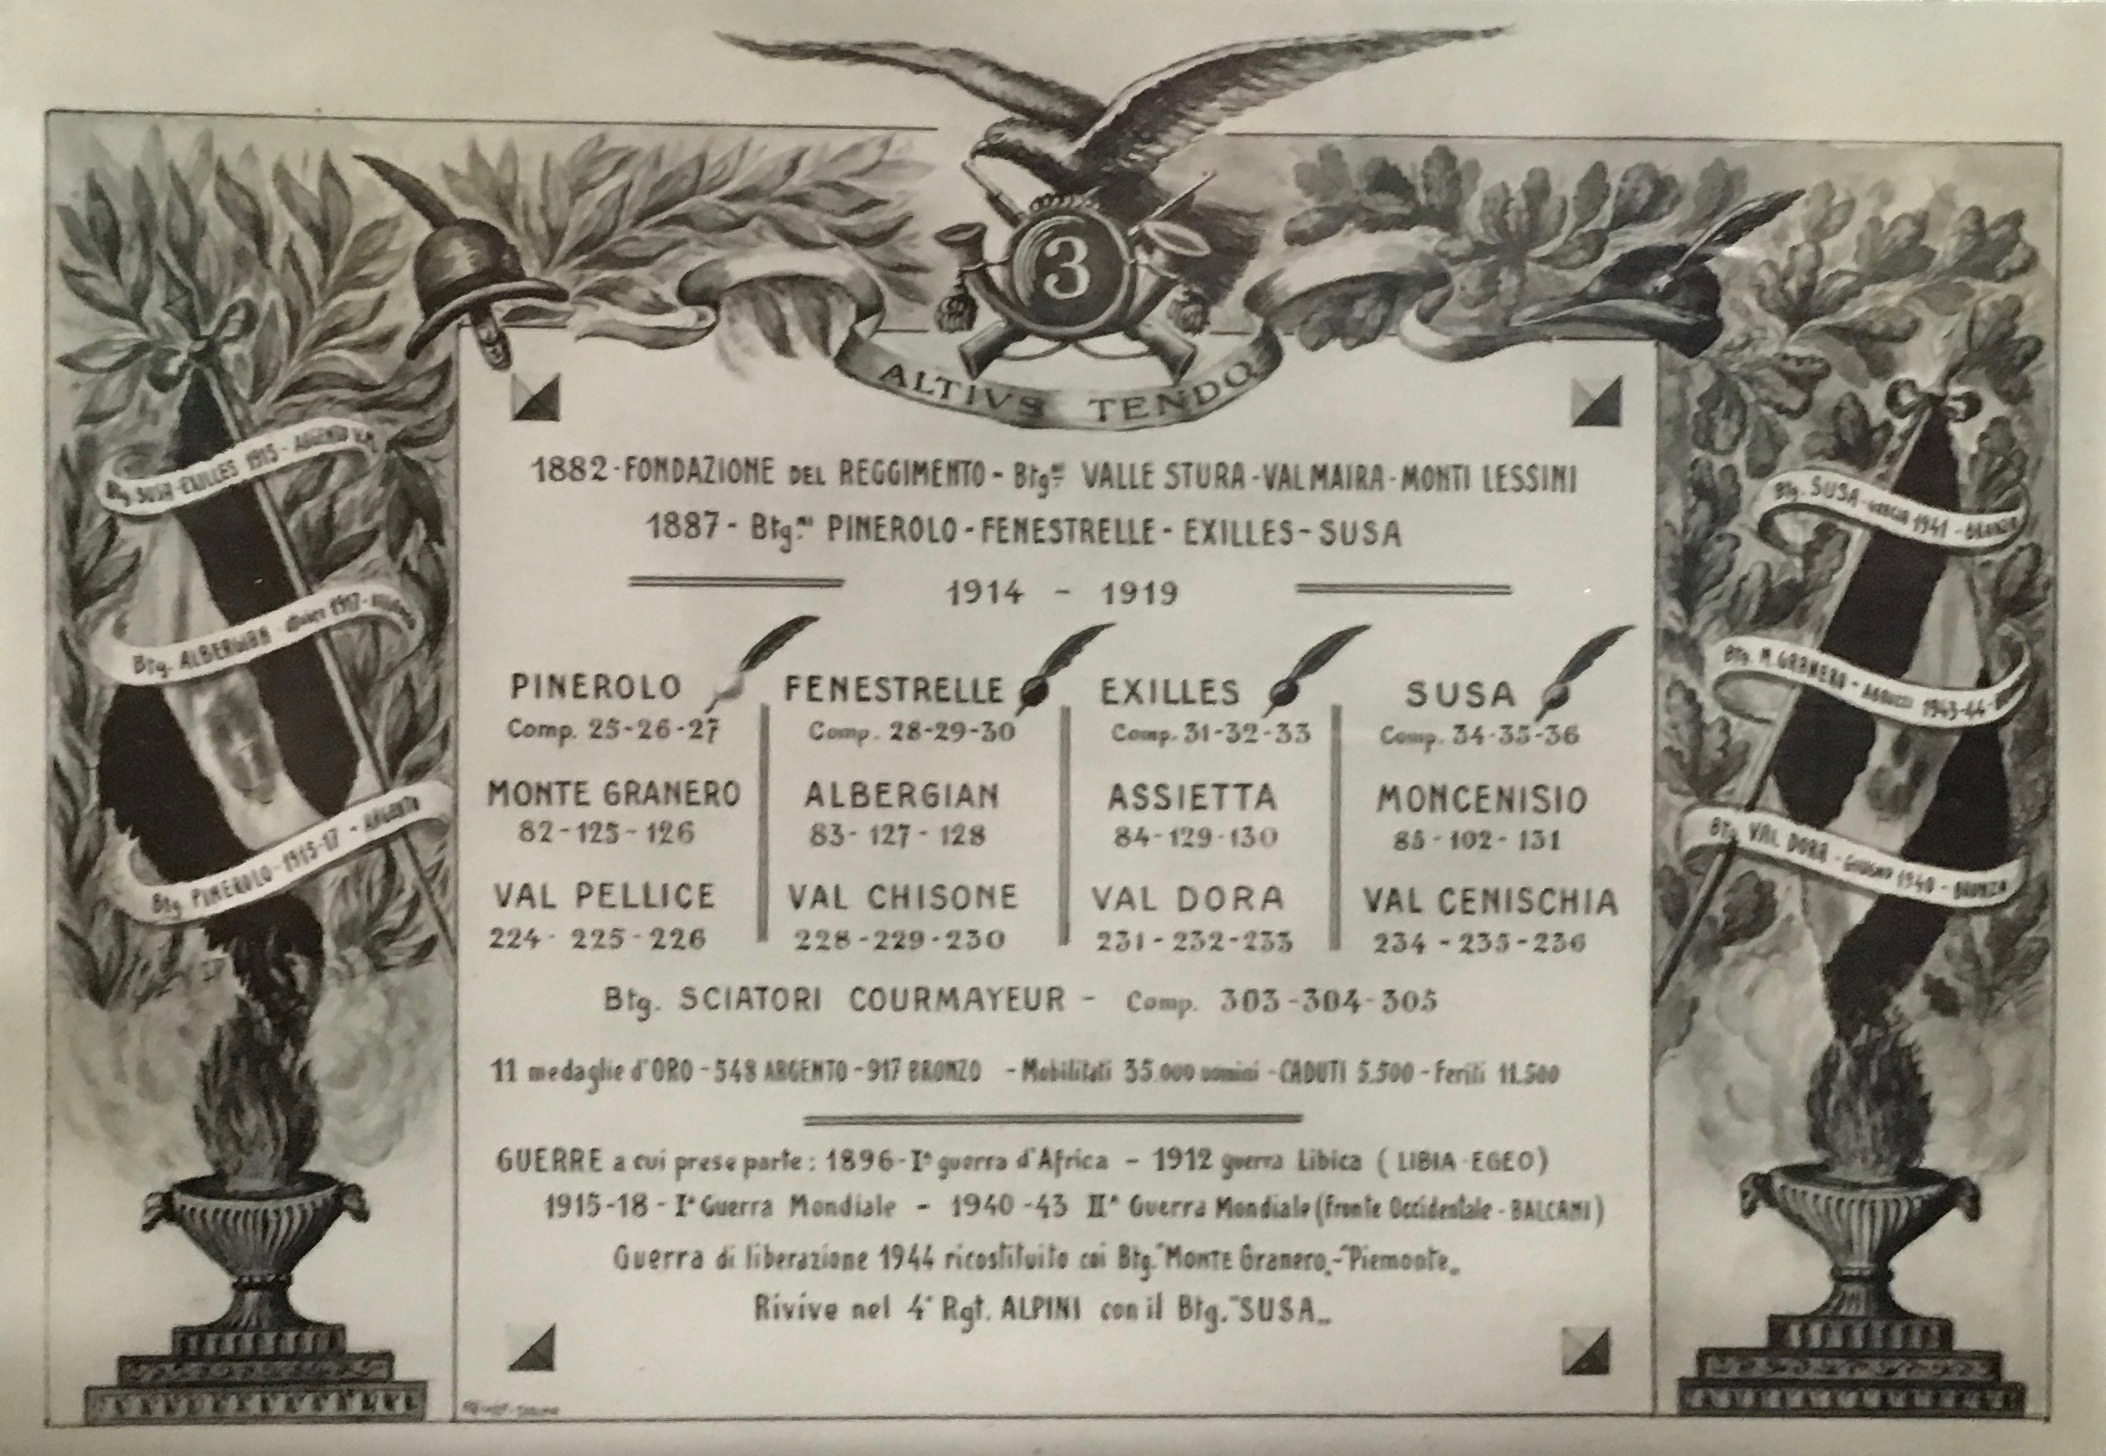 3
ALTIVS TENDO
Btg. SUSA-EXILLES 1915-ARGENTO V.M.
Btg. ALBERGIAN 1917-
Btg. PINEROLO-1915-17-ARGENTO
Btg. SUSA-GRECIA 1941-BRONZO
Btg. M.GRANERO-ABRUZZI 1943-44-
Btg. VAL DORA-GIUGNO 1940-BRONZO
1882-FONDAZIONE DEL REGGIMENTO-Btg.ni VALLE STURA-VAL MAIRA-MONTI LESSINI
1887-Btg.ni PINEROLO-FENESTRELLE-EXILLES-SUSA
1914 - 1919
PINEROLO FENESTRELLE EXILLES SUSA
Comp. 25-26-27 Comp. 28-29-30 Comp. 31-32-33 Comp. 34-35-36
MONTE GRANERO ALBERGIAN ASSIETTA MONCENISIO
82-125-126 83-127-128 84-129-130 85-102-131
VAL PELLICE VAL CHISONE VAL DORA VAL CENISCHIA
224-225-226 228-229-230 231-232-233 234-235-236
Btg. SCIATORI COURMAYEUR - Comp. 303-304-305
11 medaglie d'ORO-548 ARGENTO-917 BRONZO -Mobilitati 35.000 uomini-CADUTI 5.500-Feriti 11.500
GUERRE a cui prese parte: 1896-Iª guerra d'Africa - 1912 guerra Libica (LIBIA-EGEO)
1915-18-Iª Guerra Mondiale - 1940-43 IIª Guerra Mondiale (Fronte Occidentale-BALCANI)
Guerra di liberazione 1944 ricostituito coi Btg. "MONTE Granero„-"Piemonte„
Rivive nel 4° Rgt. ALPINI con il Btg. "SUSA„